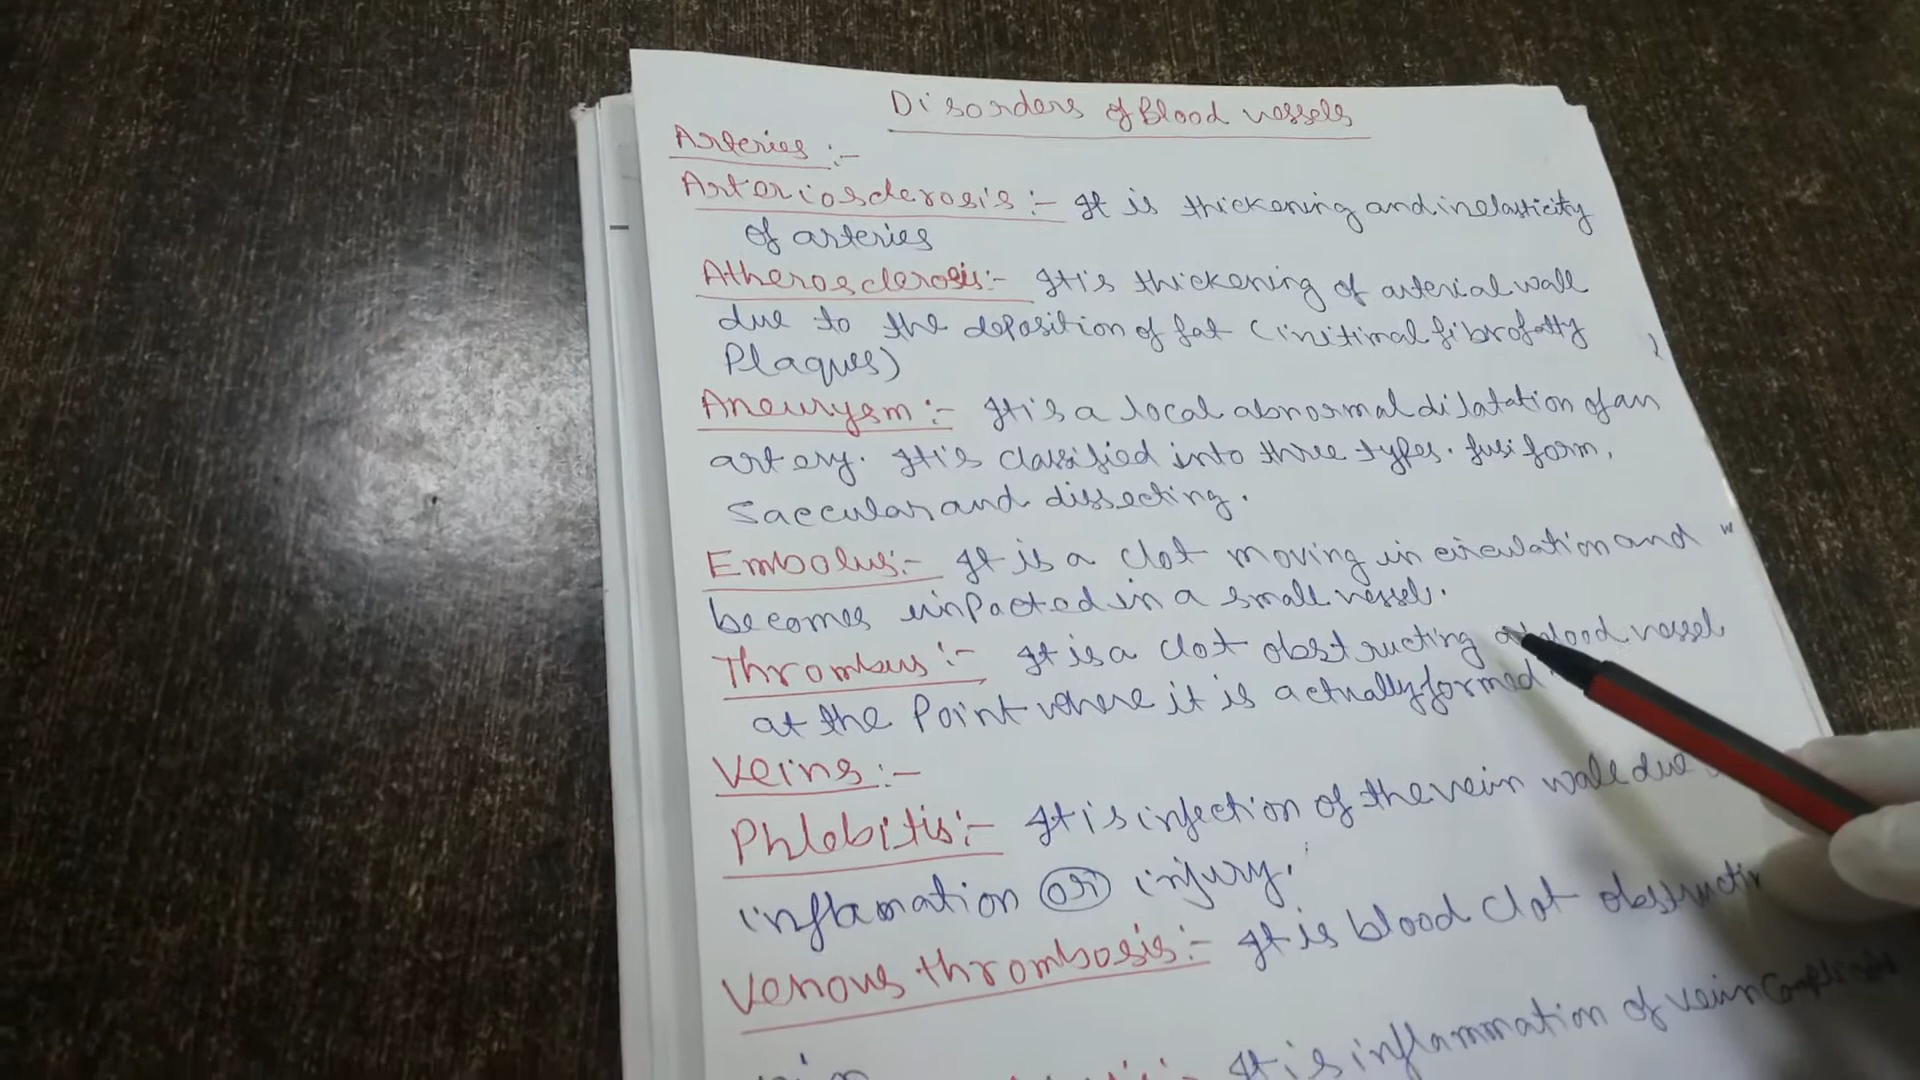 Disorders of Blood vessels
Arteries :-
Arteriosclerosis :- It is thickening and inelasticity
of arteries
Atherosclerosis:- It is thickening of arterial wall
due to the deposition of fat (initimal fibrofatty
Plaques)
Aneurysm :- It is a local abnormal dilatation of an
artery. It is classified into three types. fusiform,
Saccular and dissecting.
Embolus:- It is a clot moving in circulation and
becomes impacted in a small vessel.
Thrombus :- It is a clot obstructing a blood vessel
at the Point where it is actually formed
Veins :-
Phlebitis:- It is infection of the vein wall due
inflamation (or) injury.
Venous thrombosis:- It is blood clot
It is inflammation of vein